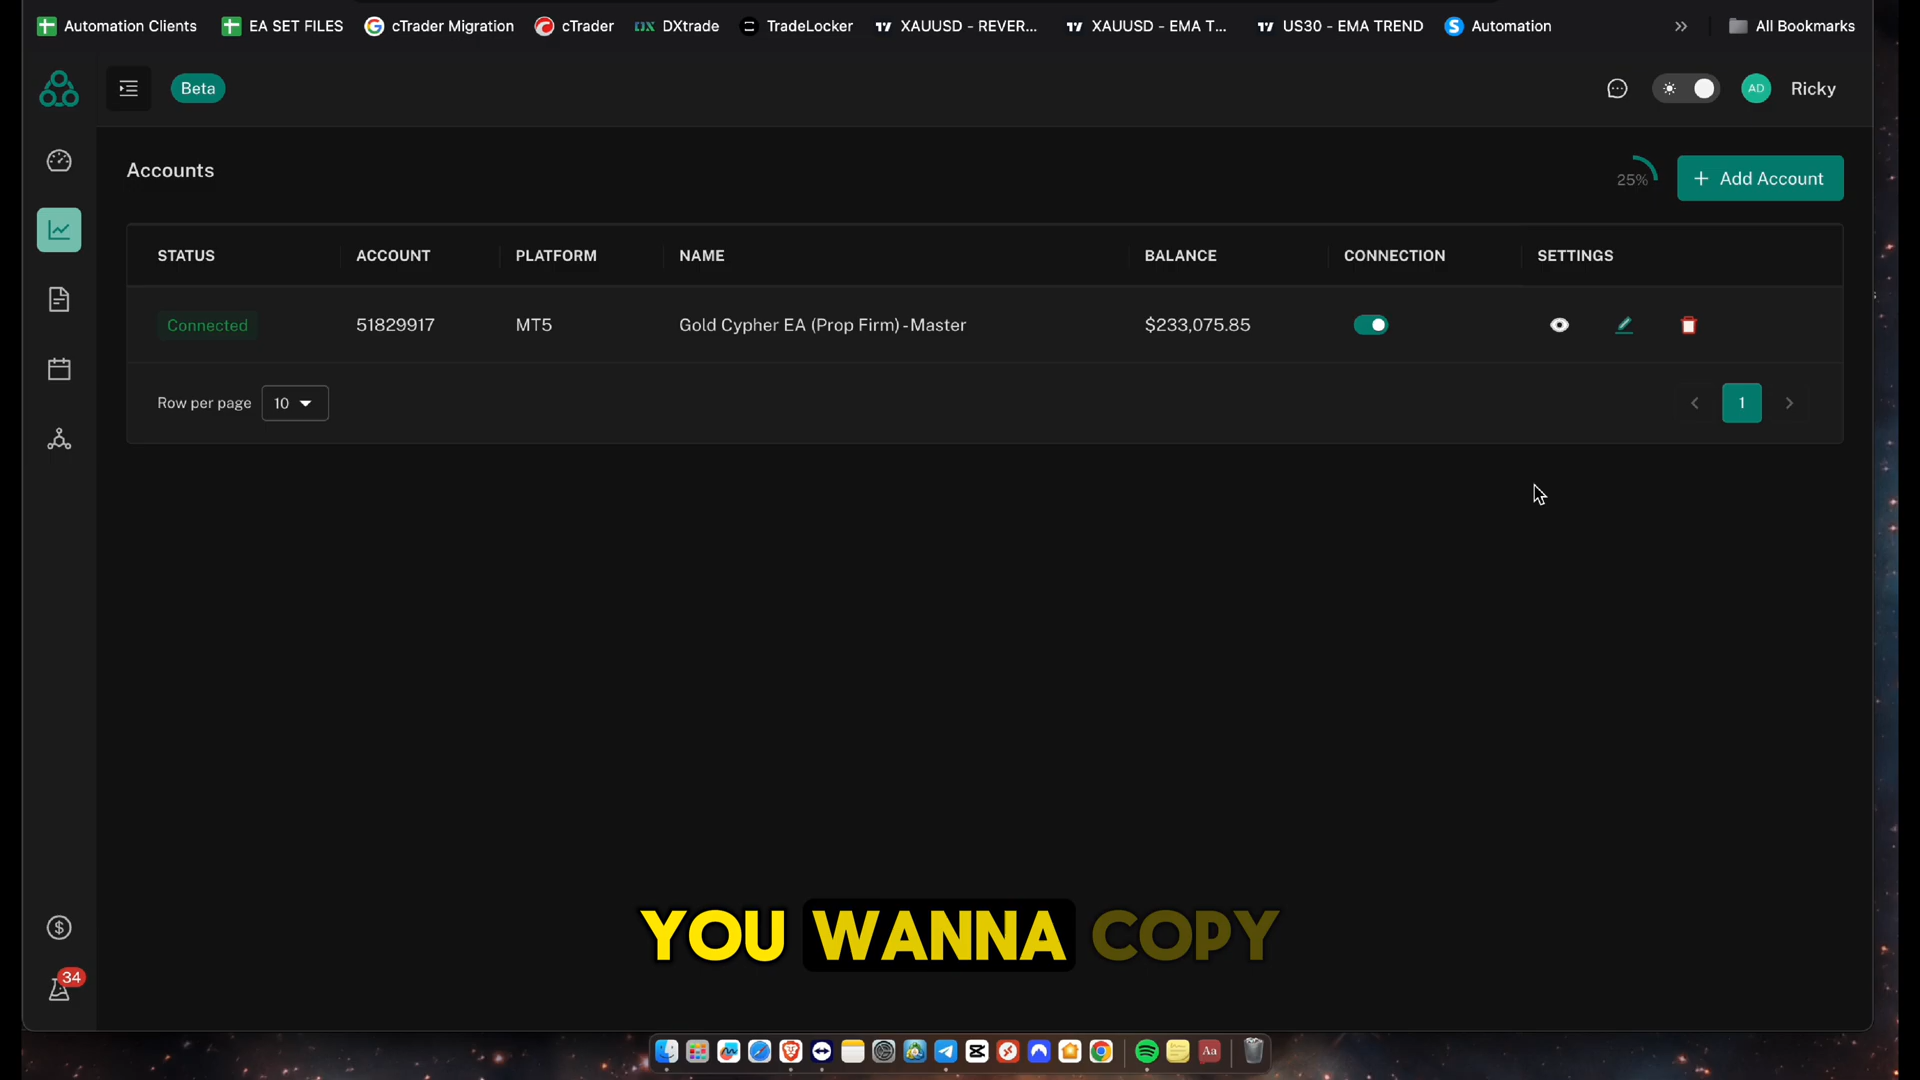 Automation Clients EA SET FILES cTrader Migration cTrader DXtrade TradeLocker XAUUSD - REVER... XAUUSD - EMA T... US30 - EMA TREND Automation All Bookmarks
Beta AD Ricky
Accounts 25% + Add Account
STATUS ACCOUNT PLATFORM NAME BALANCE CONNECTION SETTINGS
Connected 51829917 MT5 Gold Cypher EA (Prop Firm) - Master $233,075.85
Row per page 10 1
YOU WANNA COPY
34
Aa